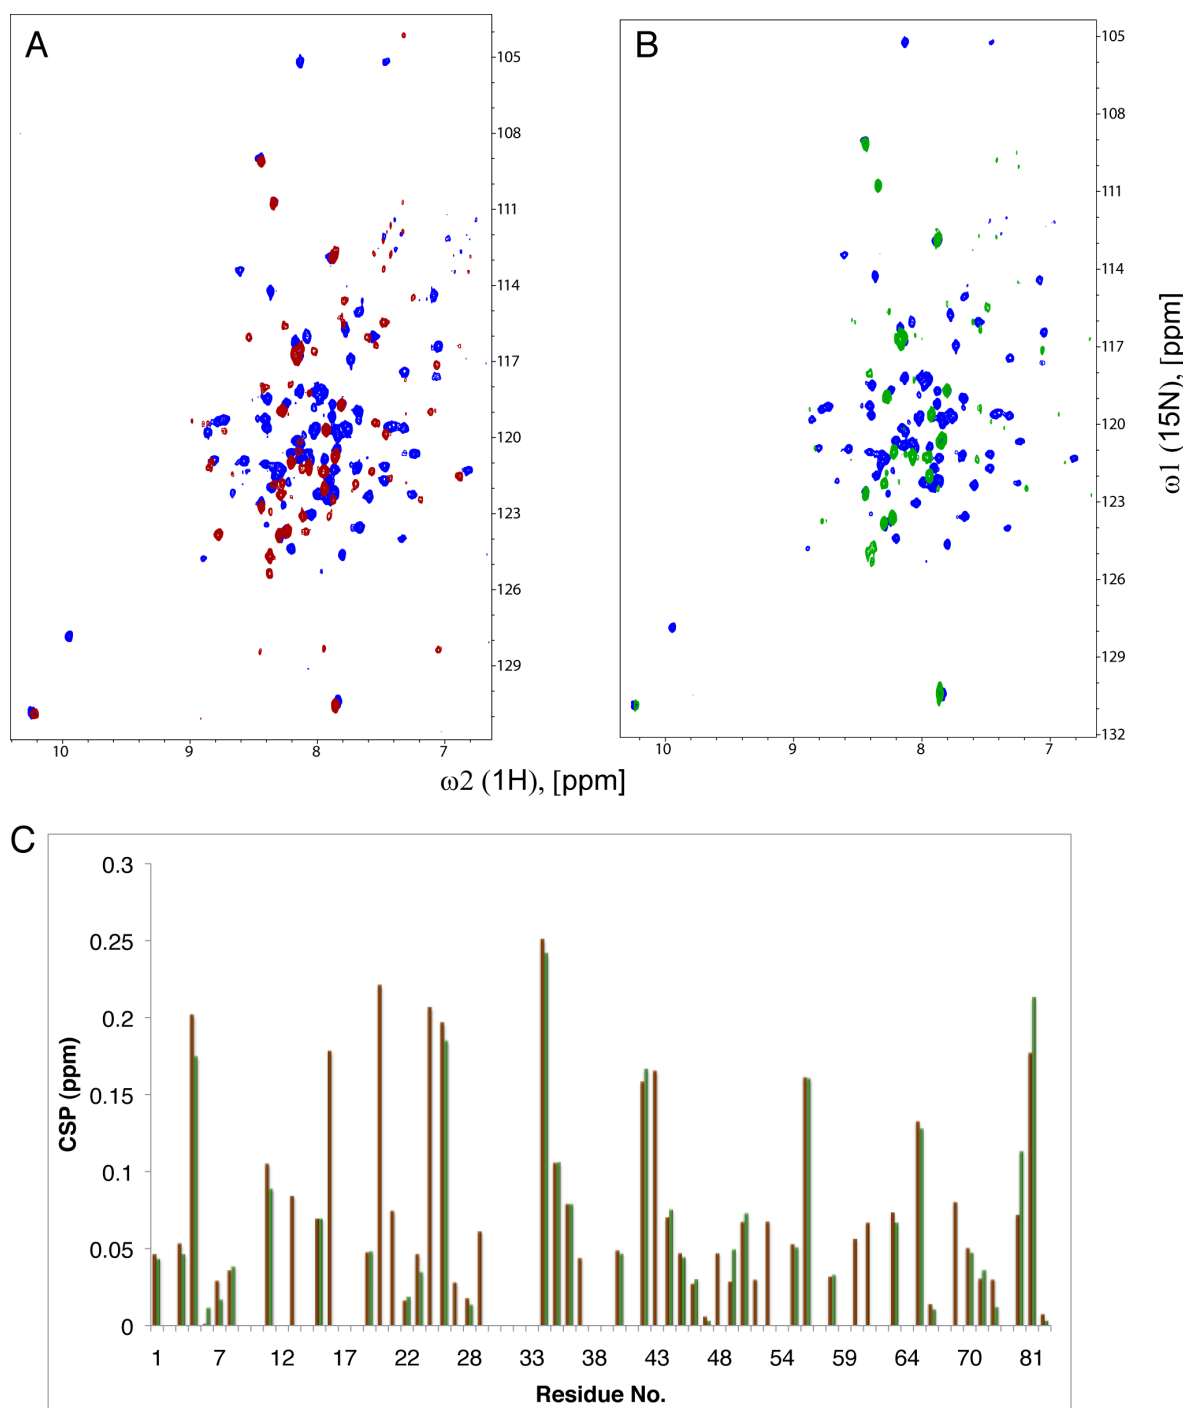 A
105
108
111
114
117
120
123
126
129
10 9 8 7
B
105
108
111
114
117
120
123
126
129
132
10 9 8 7
ω1 (15N), [ppm]
ω2 (1H), [ppm]
C
0.3
0.25
0.2
0.15
0.1
0.05
0
CSP (ppm)
1 7 12 17 22 28 33 38 43 48 54 59 64 70 81
Residue No.